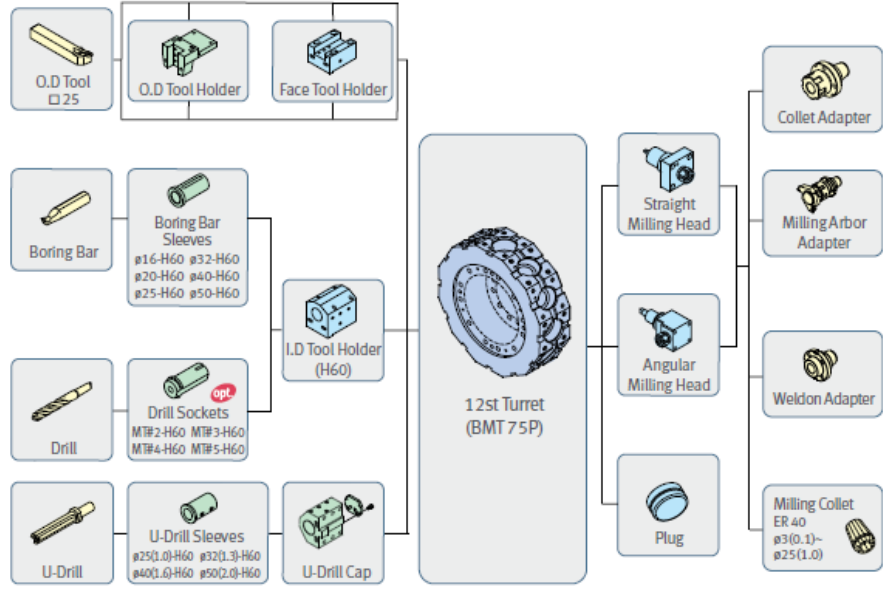 O.D Tool
□ 25
O.D Tool Holder
Face Tool Holder
Boring Bar
Boring Bar
Sleeves
ø16-H60 ø32-H60
ø20-H60 ø40-H60
ø25-H60 ø50-H60
I.D Tool Holder
(H60)
Drill
opt.
Drill Sockets
MT#2-H60 MT#3-H60
MT#4-H60 MT#5-H60
U-Drill
U-Drill Sleeves
ø25(1.0)-H60 ø32(1.3)-H60
ø40(1.6)-H60 ø50(2.0)-H60
U-Drill Cap
12st Turret
(BMT 75P)
Straight
Milling Head
Angular
Milling Head
Plug
Collet Adapter
Milling Arbor
Adapter
Weldon Adapter
Milling Collet
ER 40
ø3(0.1)~
ø25(1.0)